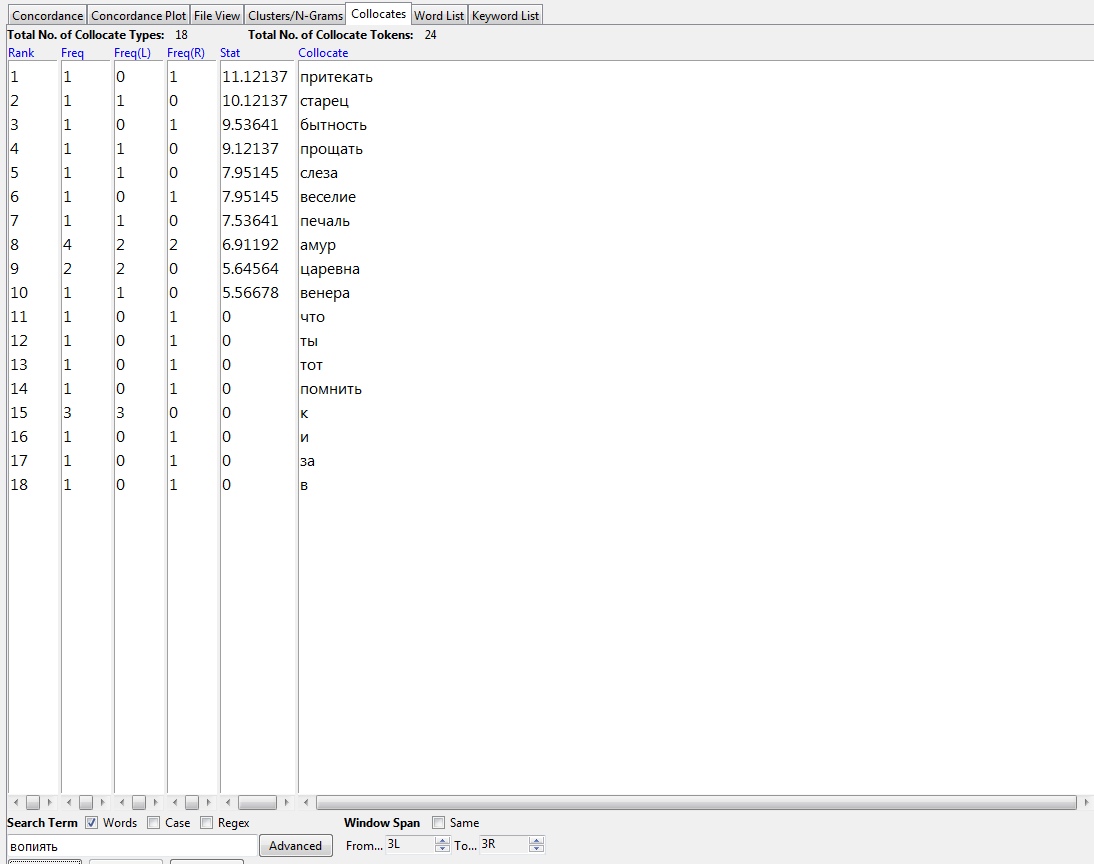 Concordance Concordance Plot File View Clusters/N-Grams Collocates Word List Keyword List
Total No. of Collocate Types: 18 Total No. of Collocate Tokens: 24
Rank Freq Freq(L) Freq(R) Stat Collocate
1 1 0 1 11.12137 притекать
2 1 1 0 10.12137 старец
3 1 0 1 9.53641 бытность
4 1 1 0 9.12137 прощать
5 1 1 0 7.95145 слеза
6 1 0 1 7.95145 веселие
7 1 1 0 7.53641 печаль
8 4 2 2 6.91192 амур
9 2 2 0 5.64564 царевна
10 1 1 0 5.56678 венера
11 1 0 1 0 что
12 1 0 1 0 ты
13 1 0 1 0 тот
14 1 0 1 0 помнить
15 3 3 0 0 к
16 1 0 1 0 и
17 1 0 1 0 за
18 1 0 1 0 в
Search Term Words Case Regex Window Span Same
вопиять Advanced From... 3L To... 3R